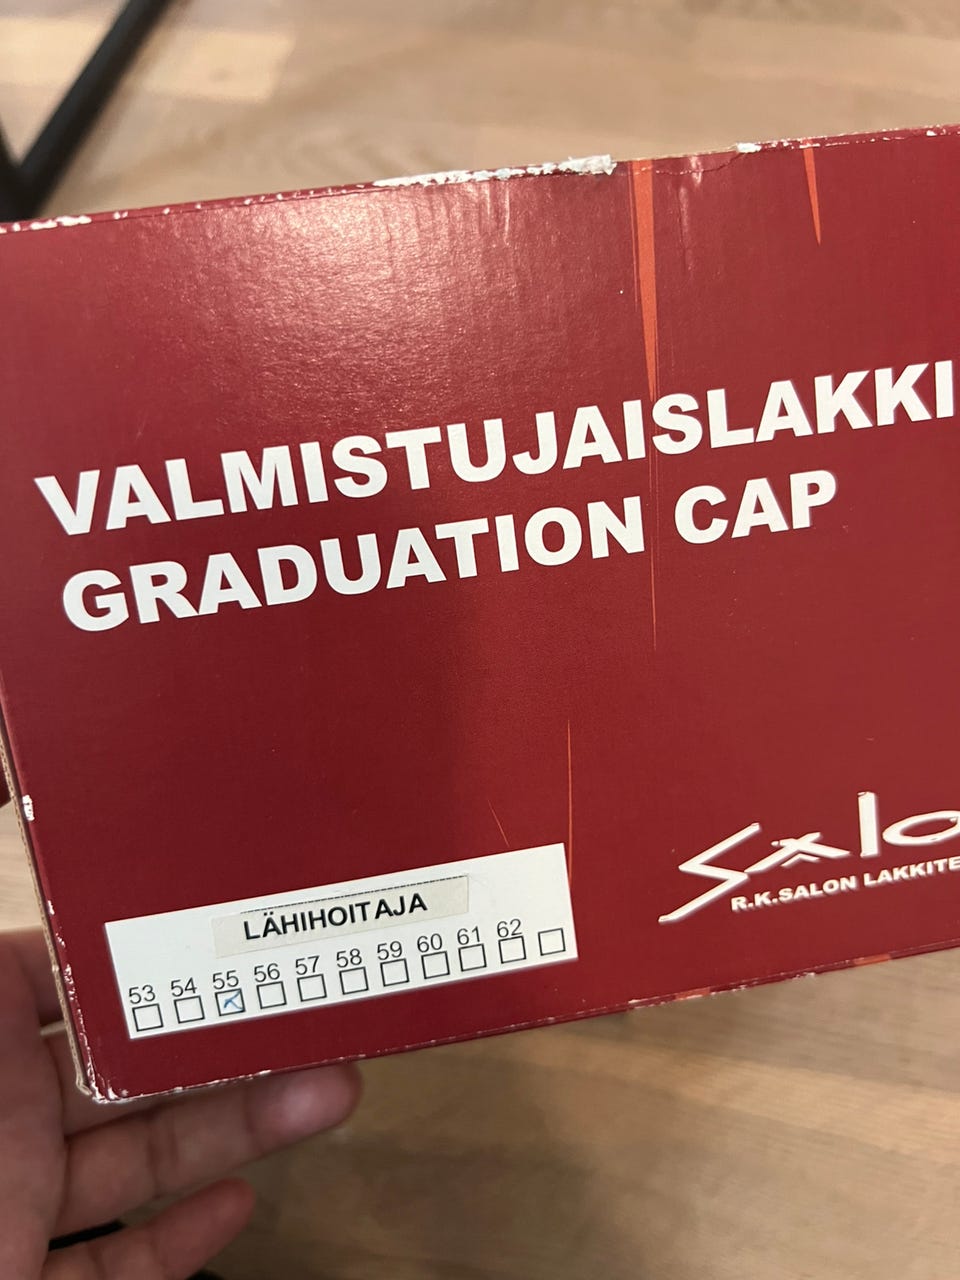 VALMISTUJAISLAKKI
GRADUATION CAP
Salo
R.K.SALON LAKKITE
LÄHIHOITAJA
53 54 55 56 57 58 59 60 61 62